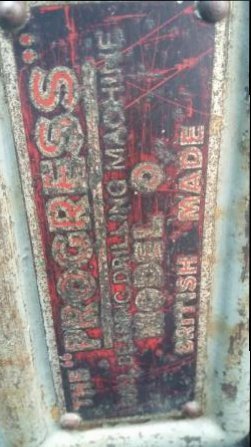 THE "PROGRESS"
DRILLING MACHINE
MODEL O
BRITISH MADE